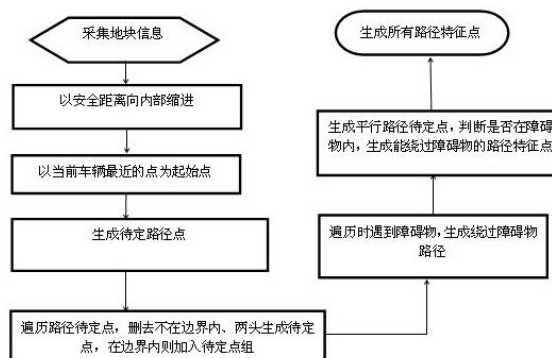 采集地块信息
以安全距离向内部缩进
以当前车辆最近的点为起始点
生成待定路径点
遍历路径待定点，删去不在边界内、两头生成待定
点，在边界内则加入待定点组
遍历时遇到障碍物，生成绕过障碍物
路径
生成平行路径待定点，判断是否在障碍
物内，生成能绕过障碍物的路径特征点
生成所有路径特征点